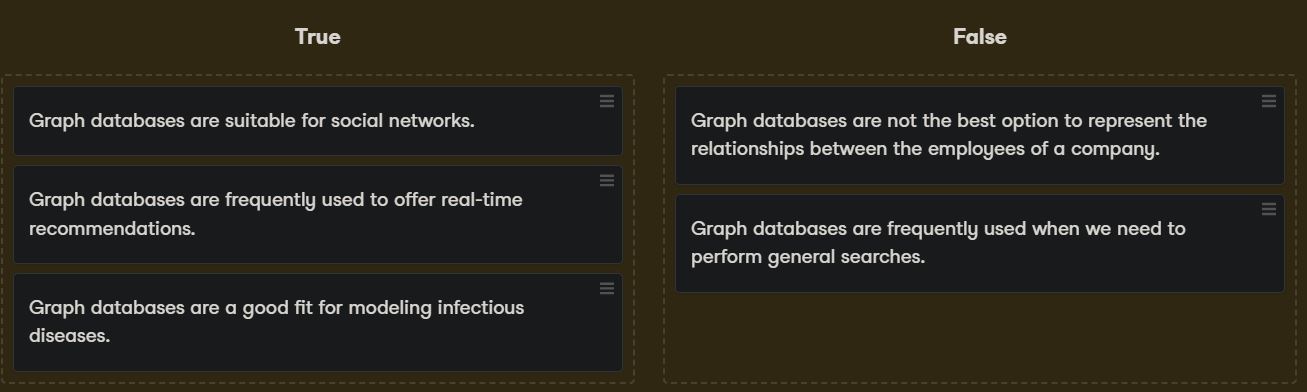 True
Graph databases are suitable for social networks.
Graph databases are frequently used to offer real-time
recommendations.
Graph databases are a good fit for modeling infectious
diseases.
False
Graph databases are not the best option to represent the
relationships between the employees of a company.
Graph databases are frequently used when we need to
perform general searches.